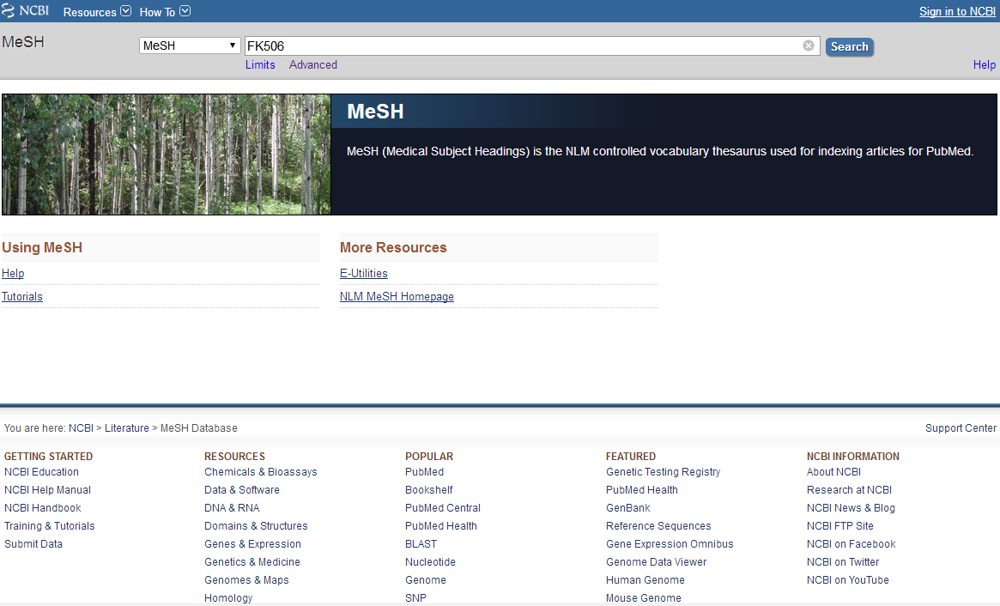 NCBI Resources How To Sign in to NCBI
MeSH MeSH FK506 Search
Limits Advanced Help
MeSH
MeSH (Medical Subject Headings) is the NLM controlled vocabulary thesaurus used for indexing articles for PubMed.
Using MeSH
Help
Tutorials
More Resources
E-Utilities
NLM MeSH Homepage
You are here: NCBI > Literature > MeSH Database Support Center
GETTING STARTED
NCBI Education
NCBI Help Manual
NCBI Handbook
Training & Tutorials
Submit Data
RESOURCES
Chemicals & Bioassays
Data & Software
DNA & RNA
Domains & Structures
Genes & Expression
Genetics & Medicine
Genomes & Maps
Homology
POPULAR
PubMed
Bookshelf
PubMed Central
PubMed Health
BLAST
Nucleotide
Genome
SNP
FEATURED
Genetic Testing Registry
PubMed Health
GenBank
Reference Sequences
Gene Expression Omnibus
Genome Data Viewer
Human Genome
Mouse Genome
NCBI INFORMATION
About NCBI
Research at NCBI
NCBI News & Blog
NCBI FTP Site
NCBI on Facebook
NCBI on Twitter
NCBI on YouTube